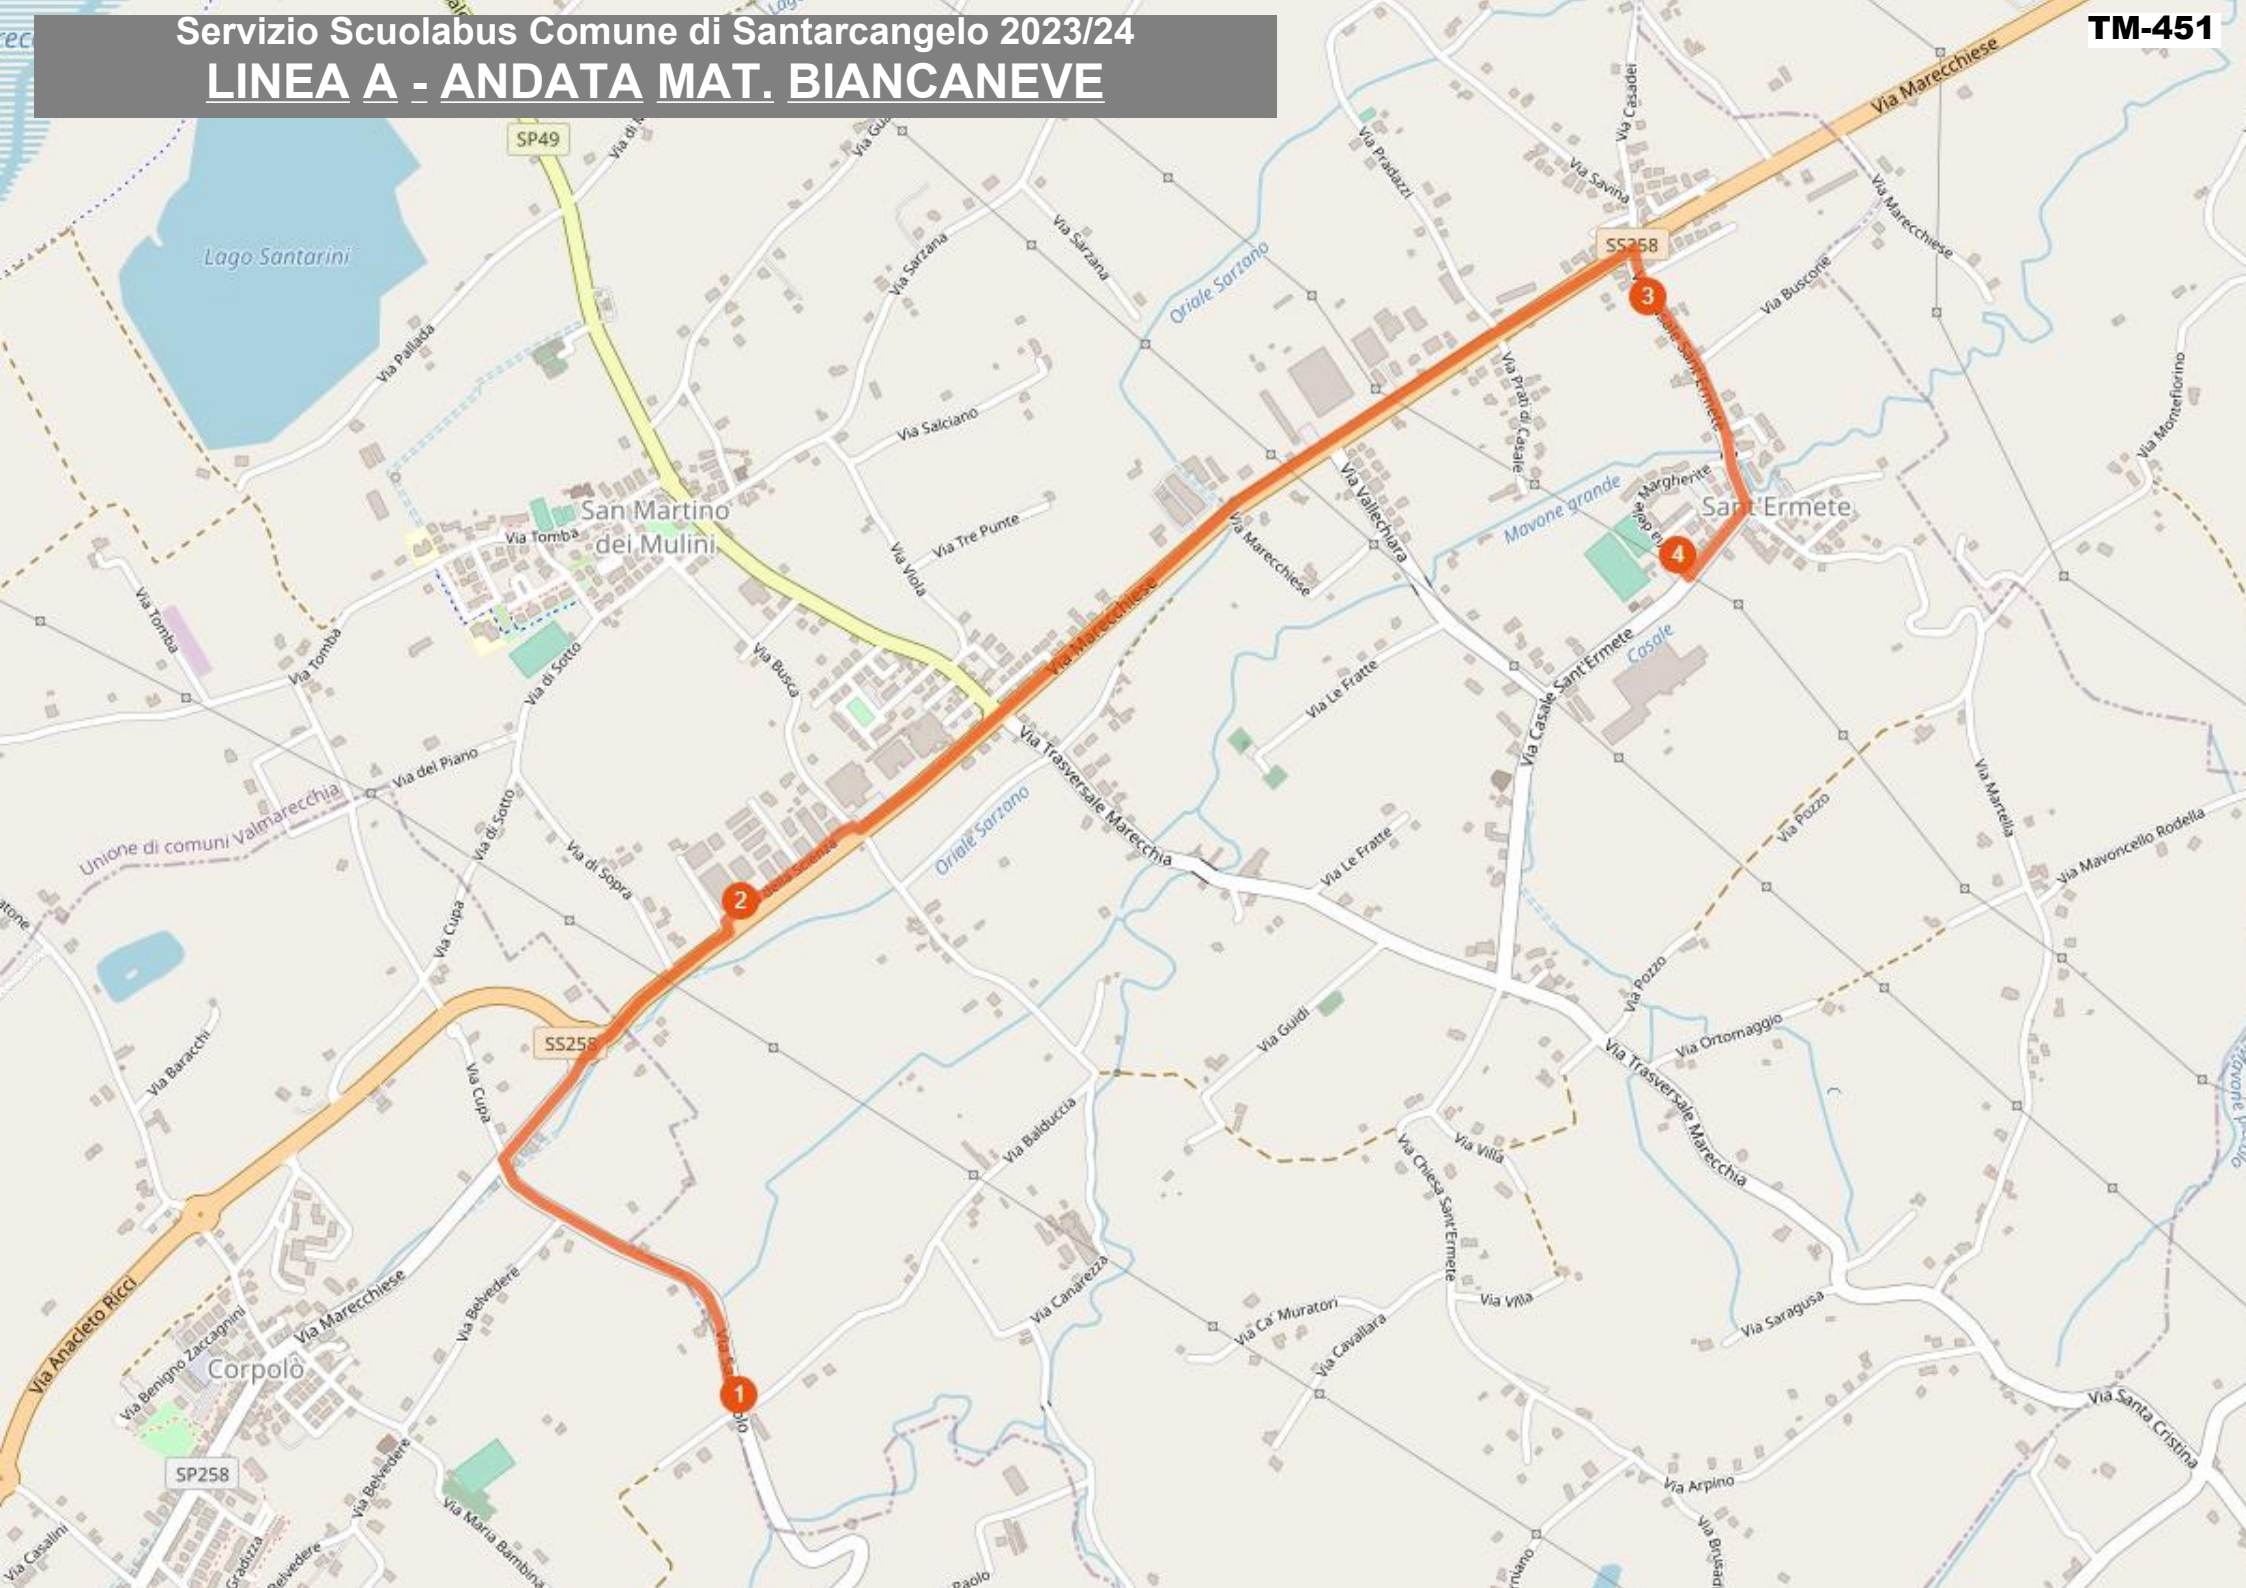 Servizio Scuolabus Comune di Santarcangelo 2023/24
LINEA A - ANDATA MAT. BIANCANEVE
TM-451
SP49
Via Marecchiese
Via Casadei
Via Savina
Via Pradazzi
Via Marecchiese
Via Sarzana
Via Sarzana
Oriale Sarzano
Lago Santarini
SS258
Via Buscone
3
Via Pallada
Via Prati di Casale
Via Montefiorino
Via Salciano
Via Vallechiara
Margherite
Mavone grande
Sant'Ermete
San Martino
dei Mulini
Via Tomba
Via Tre Punte
Via Marecchiese
4
Via Viola
Via Tomba
Via Tomba
Via Marecchiese
Via di Sotto
Via Busca
Via Le Fratte
Via Casale Sant'Ermete
Casale
Via Trasversale Marecchia
Via del Piano
Unione di comuni Valmarecchia
Via di Sotto
Oriale Sarzano
Via Pozzo
Via Martella
Via Mavoncello Rodella
Via di Sopra
della Scienza
Via Le Fratte
2
Via Cupa
Via Pozzo
Via Guidi
Via Ortomaggio
SS258
Via Baracchi
Via Cupa
Via Trasversale Marecchia
Via Balduccia
Via Villa
Via Chiesa Sant'Ermete
Via Canarezza
Via Marecchiese
Via Belvedere
Via Anacleto Ricci
Via Benigno Zaccagnini
Corpolò
Via Ca' Muratori
Via Cavallara
Via Villa
Via Saragusa
1
Via Santa Cristina
SP258
Via Belvedere
Via Maria Bambina
Via Arpino
Via Casalini
Gradizza
Belvedere
Paolo